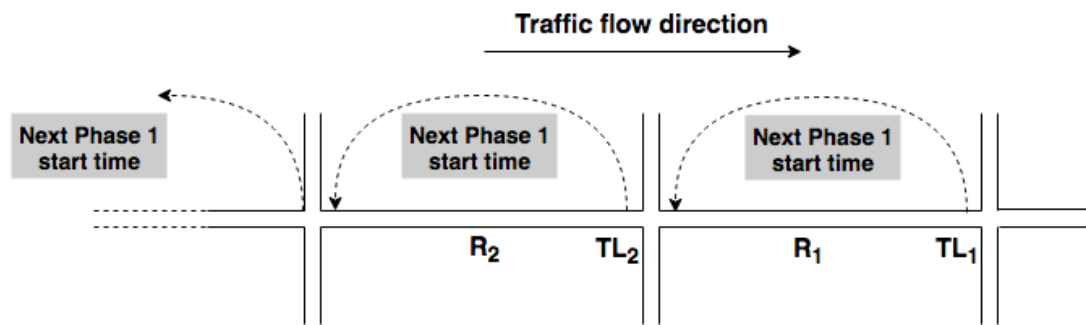 Traffic flow direction
Next Phase 1
start time
Next Phase 1
start time
Next Phase 1
start time
R₂
TL₂
R₁
TL₁